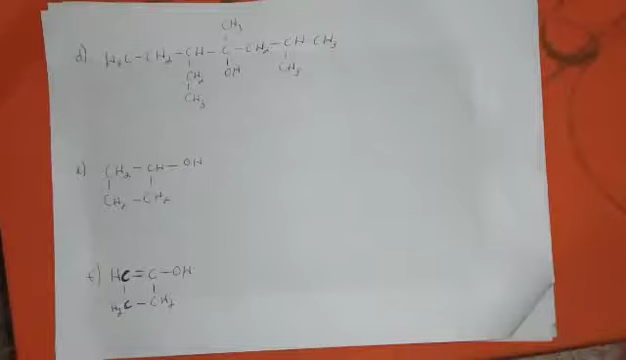 CH₃
d) H₃C-CH₂-CH-C-CH₂-CH CH₃
CH₂ OH CH₃
CH₃
e) CH₂-CH-OH
CH₂-CH₂
f) HC=C-OH
H₂C-CH₂